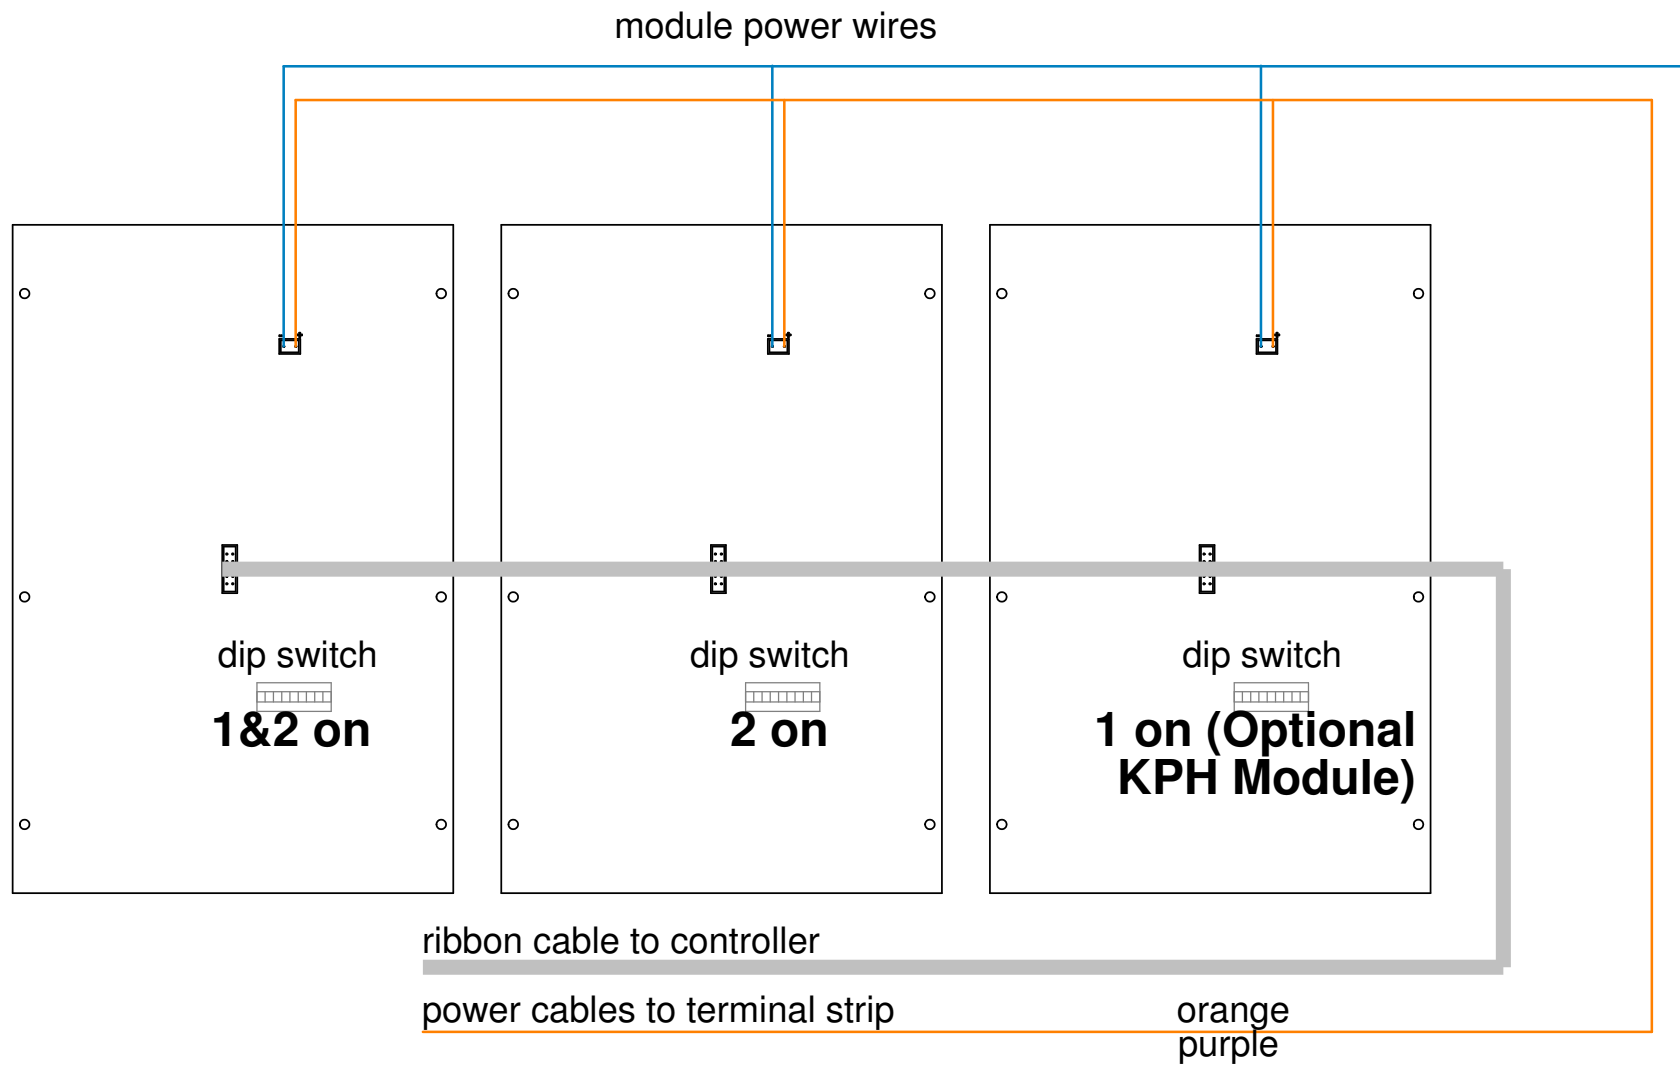 module power wires
dip switch
1&2 on
dip switch
2 on
dip switch
1 on (Optional
KPH Module)
ribbon cable to controller
power cables to terminal strip
orange
purple